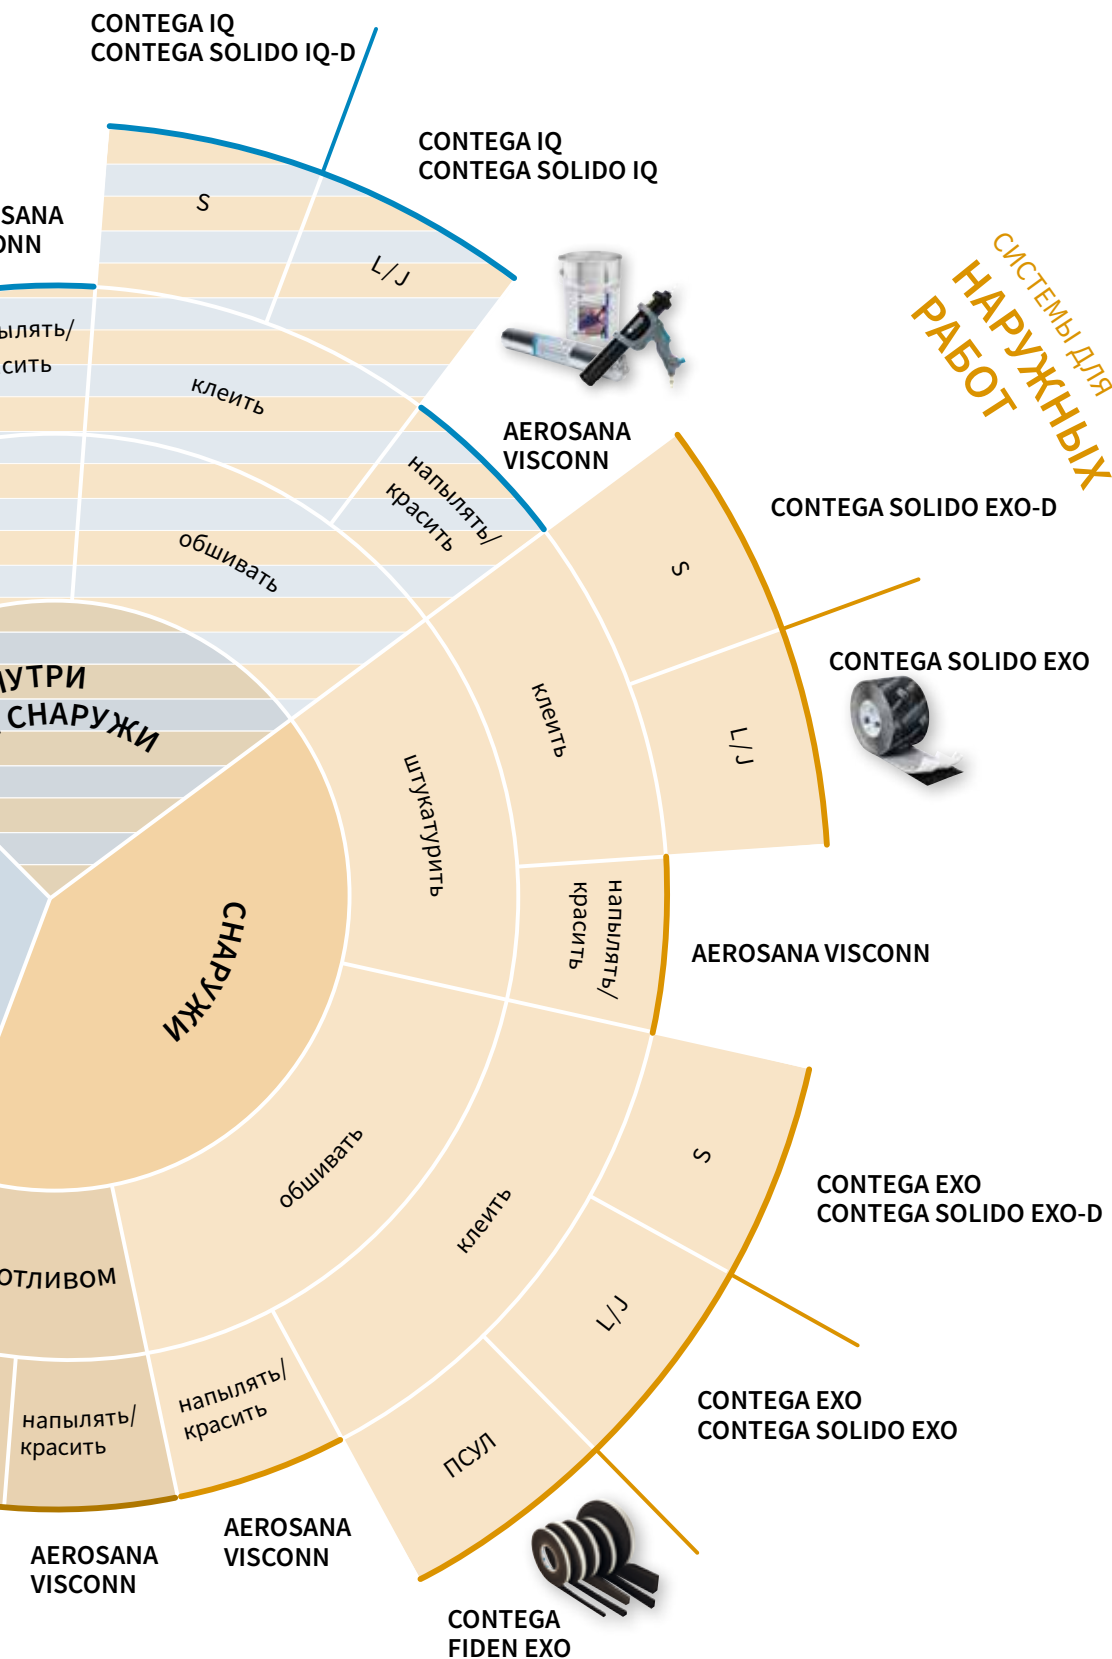 CONTEGA IQ
CONTEGA SOLIDO IQ-D
CONTEGA IQ
CONTEGA SOLIDO IQ
S
L/J
клеить
AEROSANA
VISCONN
напылять/
красить
обшивать
СНАРУЖИ
СИСТЕМЫ ДЛЯ
НАРУЖНЫХ
РАБОТ
CONTEGA SOLIDO EXO-D
S
CONTEGA SOLIDO EXO
L/J
клеить
штукатурить
напылять/
красить
AEROSANA VISCONN
СНАРУЖИ
S
CONTEGA EXO
CONTEGA SOLIDO EXO-D
обшивать
клеить
L/J
CONTEGA EXO
CONTEGA SOLIDO EXO
ПСУЛ
CONTEGA
FIDEN EXO
напылять/
красить
AEROSANA
VISCONN
напылять/
красить
AEROSANA
VISCONN